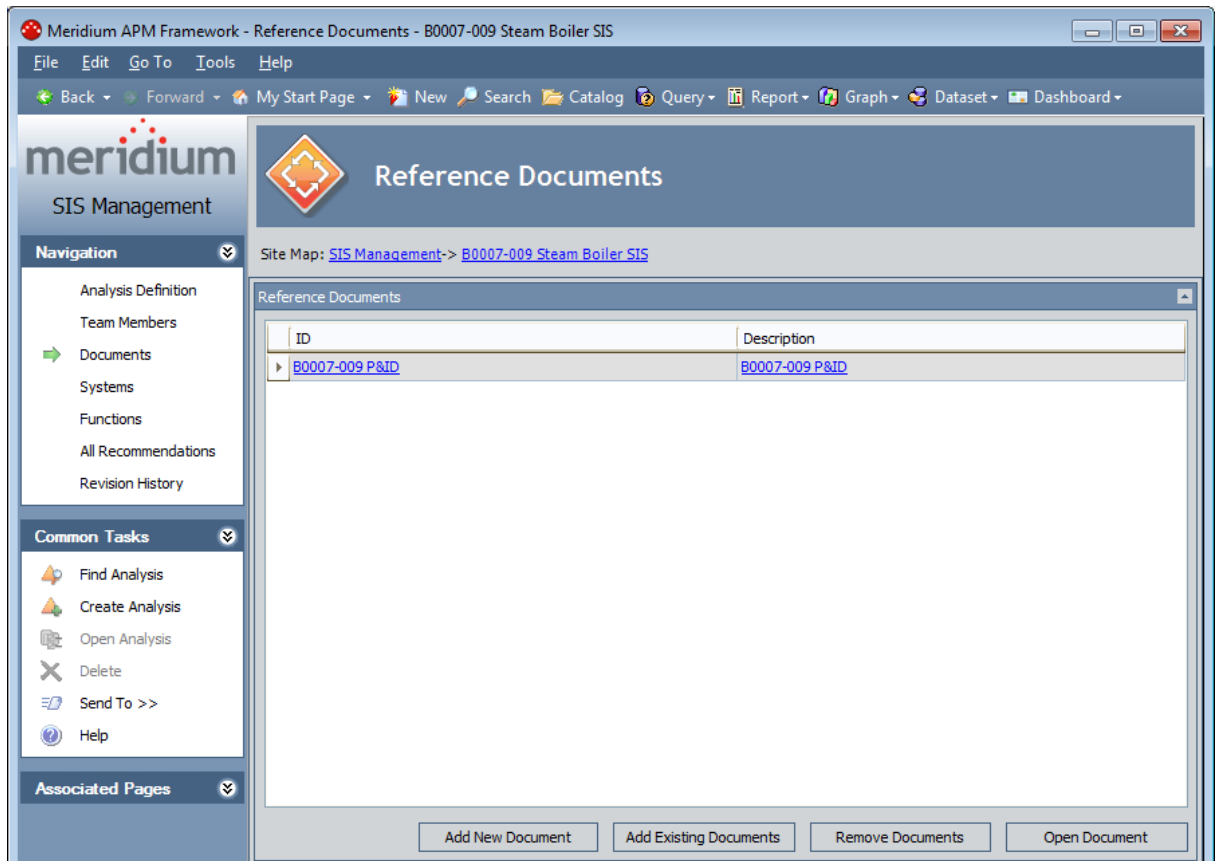 Meridium APM Framework - Reference Documents - B0007-009 Steam Boiler SIS
File Edit Go To Tools Help
Back Forward My Start Page New Search Catalog Query Report Graph Dataset Dashboard
meridium
SIS Management
Reference Documents
Site Map: SIS Management-> B0007-009 Steam Boiler SIS
Navigation
Analysis Definition
Team Members
Documents
Systems
Functions
All Recommendations
Revision History
Common Tasks
Find Analysis
Create Analysis
Open Analysis
Delete
Send To >>
Help
Associated Pages
Reference Documents
ID Description
B0007-009 P&ID B0007-009 P&ID
Add New Document Add Existing Documents Remove Documents Open Document